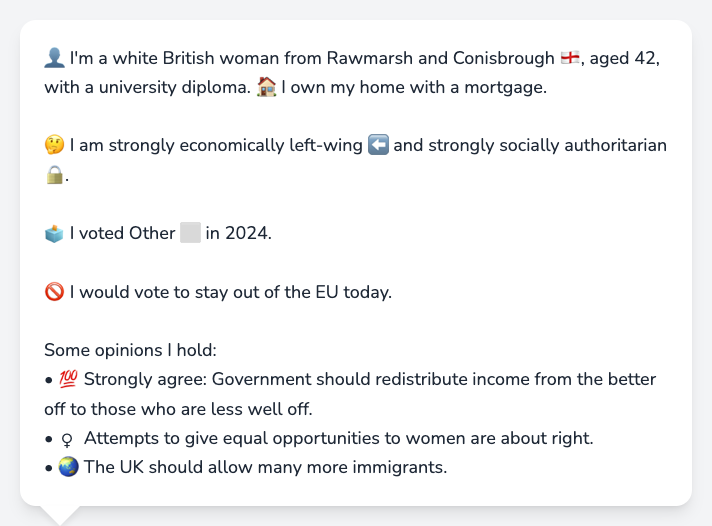 👤 I'm a white British woman from Rawmarsh and Conisbrough 🏴󠁧󠁢󠁥󠁮󠁧󠁿, aged 42,
with a university diploma. 🏠 I own my home with a mortgage.
🤔 I am strongly economically left-wing ⬅️ and strongly socially authoritarian
🔒.
🗳️ I voted Other ⬜ in 2024.
🚫 I would vote to stay out of the EU today.
Some opinions I hold:
• 💯 Strongly agree: Government should redistribute income from the better
off to those who are less well off.
• ♀ Attempts to give equal opportunities to women are about right.
• 🌏 The UK should allow many more immigrants.